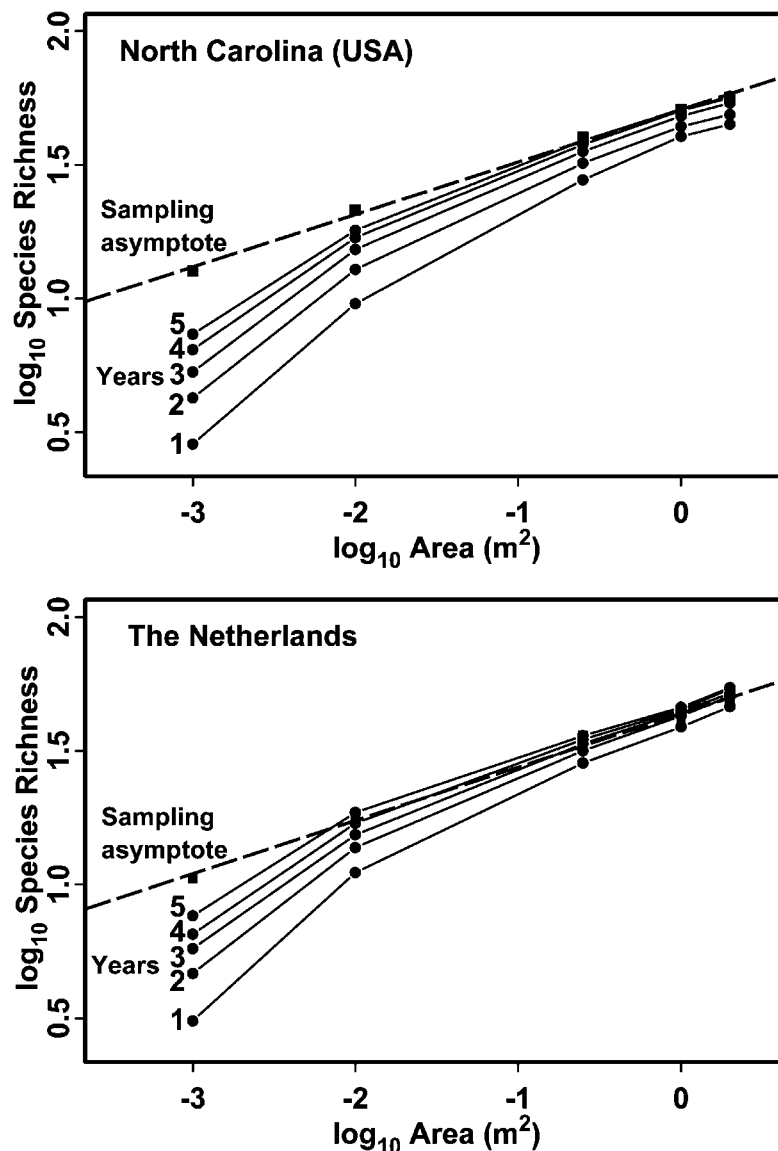 North Carolina (USA)
log10 Species Richness
2.0
1.5
1.0
0.5
Sampling
asymptote
5
4
Years 3
2
1
-3 -2 -1 0
log10 Area (m²)
The Netherlands
log10 Species Richness
2.0
1.5
1.0
0.5
Sampling
asymptote
5
4
3
Years 2
1
-3 -2 -1 0
log10 Area (m²)